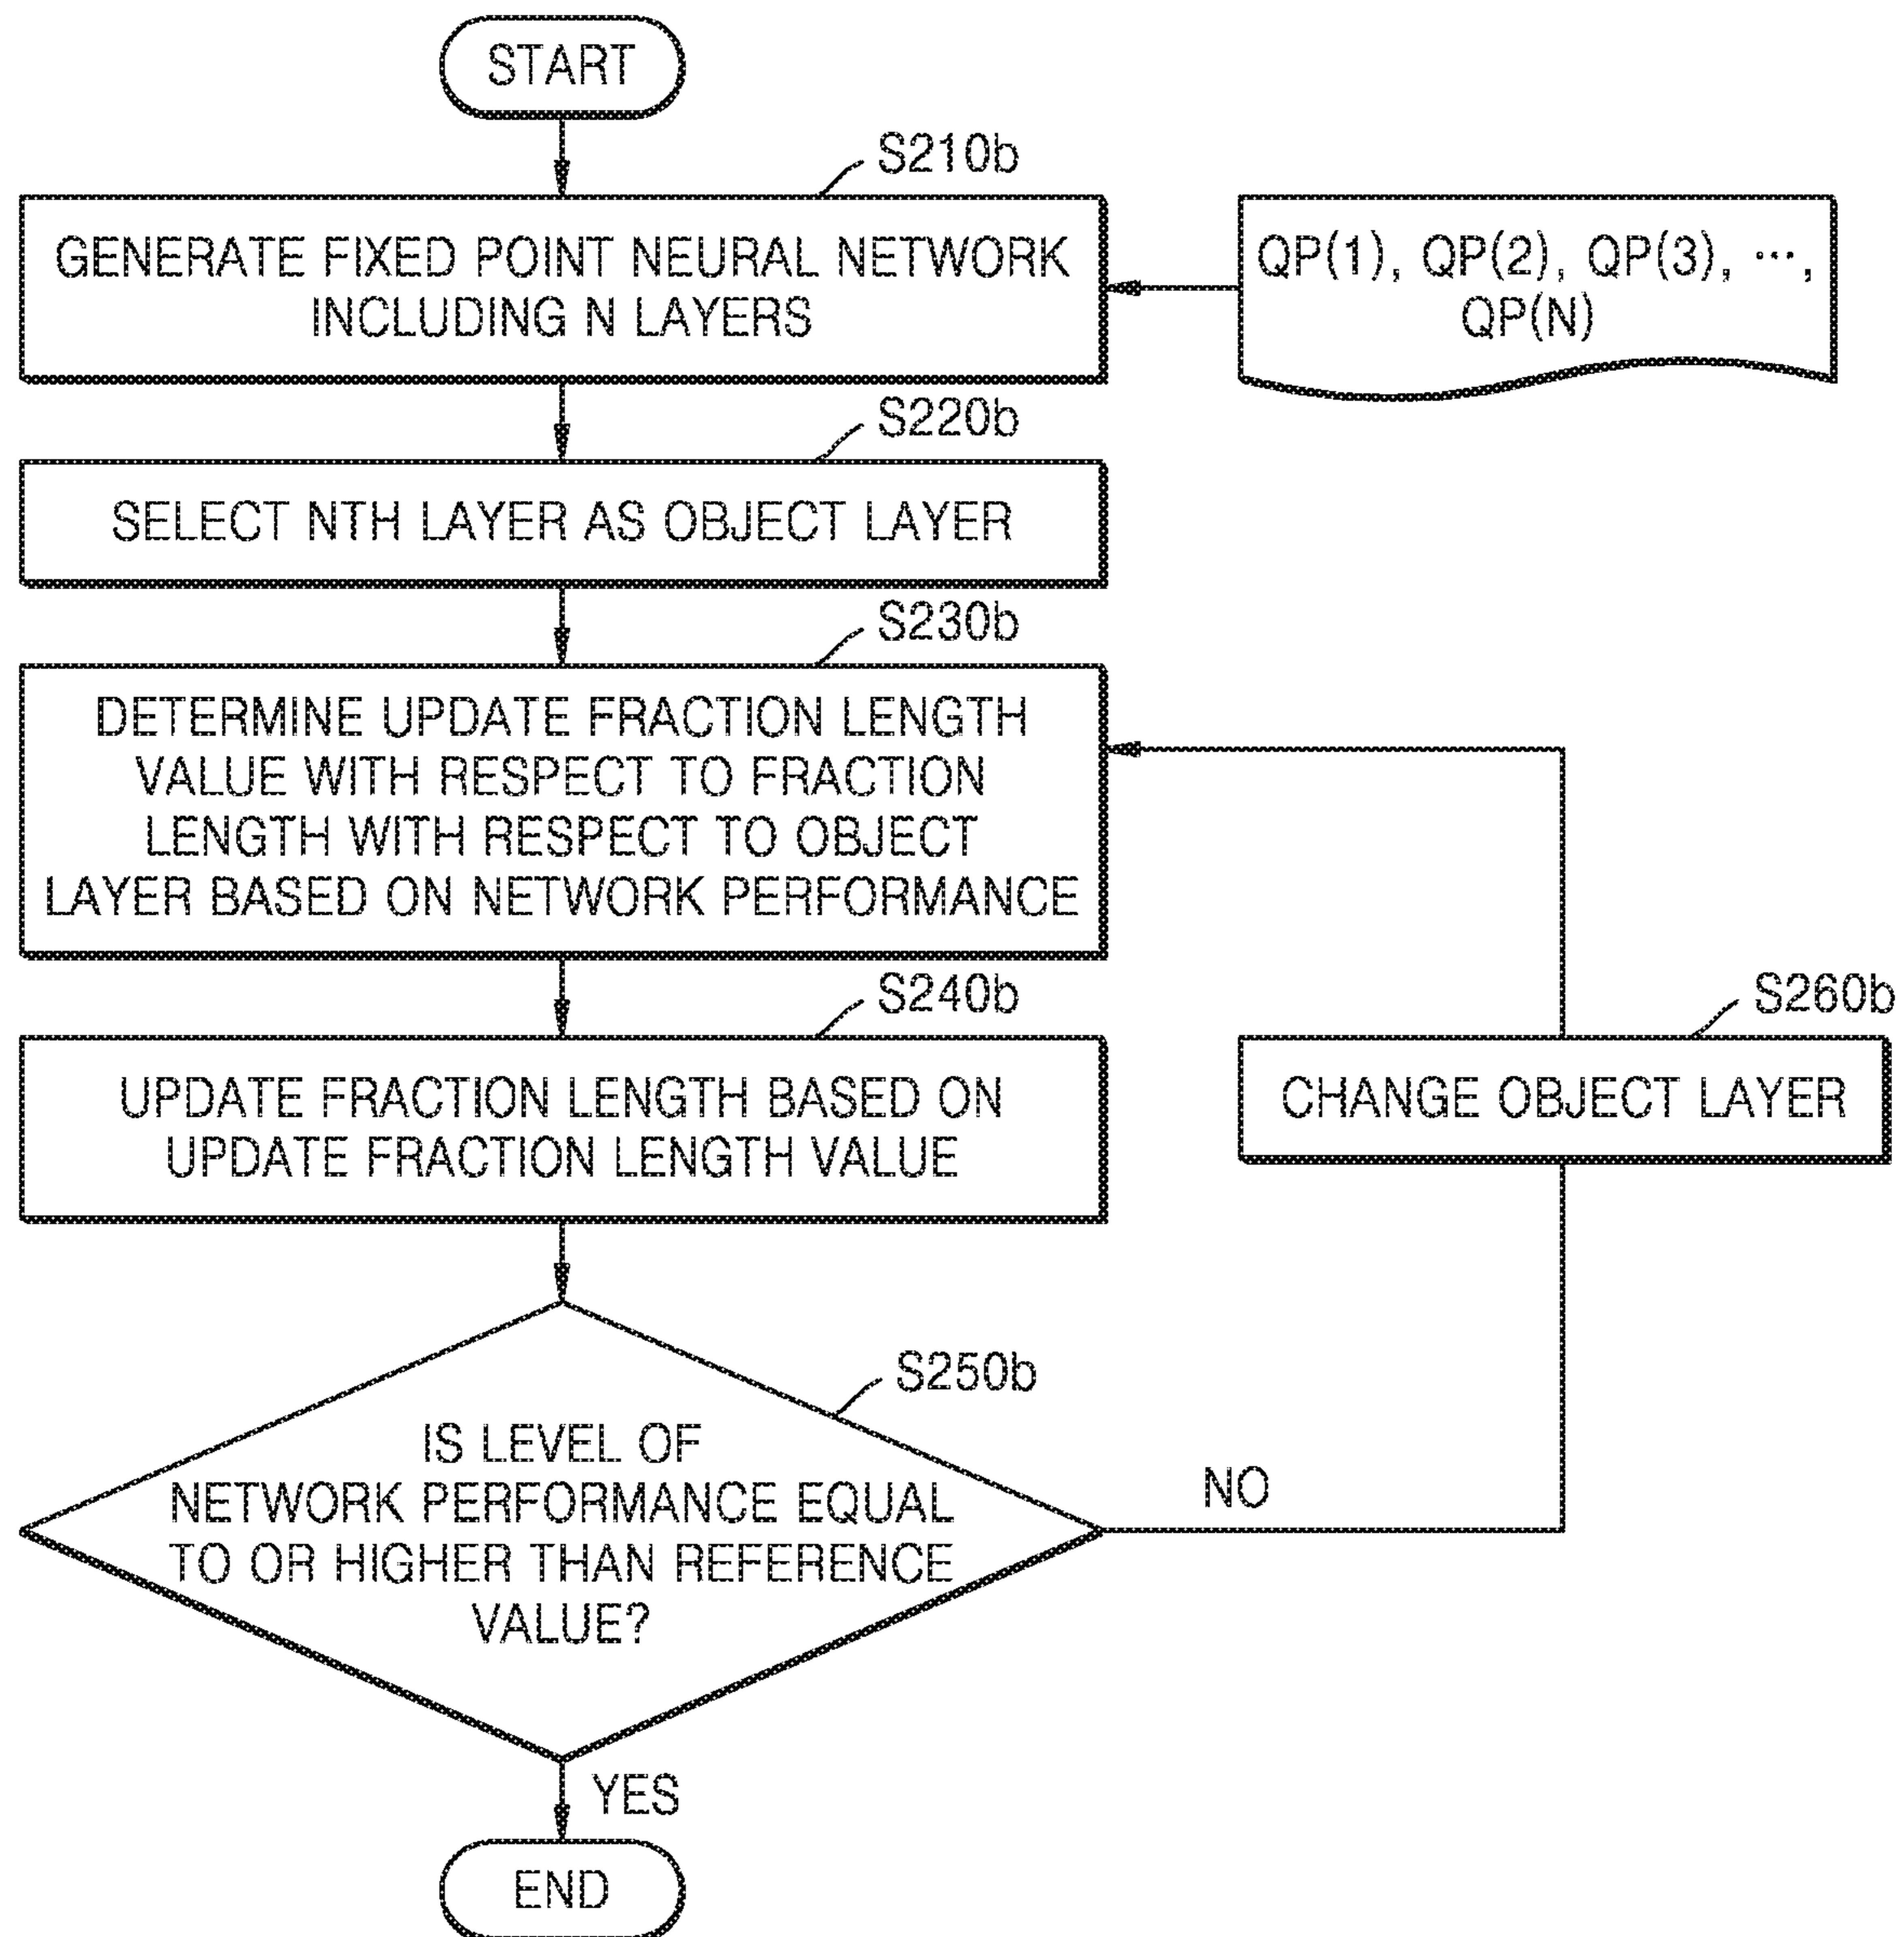 START
S210b
GENERATE FIXED POINT NEURAL NETWORK
INCLUDING N LAYERS
QP(1), QP(2), QP(3), ···,
QP(N)
S220b
SELECT NTH LAYER AS OBJECT LAYER
S230b
DETERMINE UPDATE FRACTION LENGTH
VALUE WITH RESPECT TO FRACTION
LENGTH WITH RESPECT TO OBJECT
LAYER BASED ON NETWORK PERFORMANCE
S240b
UPDATE FRACTION LENGTH BASED ON
UPDATE FRACTION LENGTH VALUE
S260b
CHANGE OBJECT LAYER
S250b
IS LEVEL OF
NETWORK PERFORMANCE EQUAL
TO OR HIGHER THAN REFERENCE
VALUE?
NO
YES
END